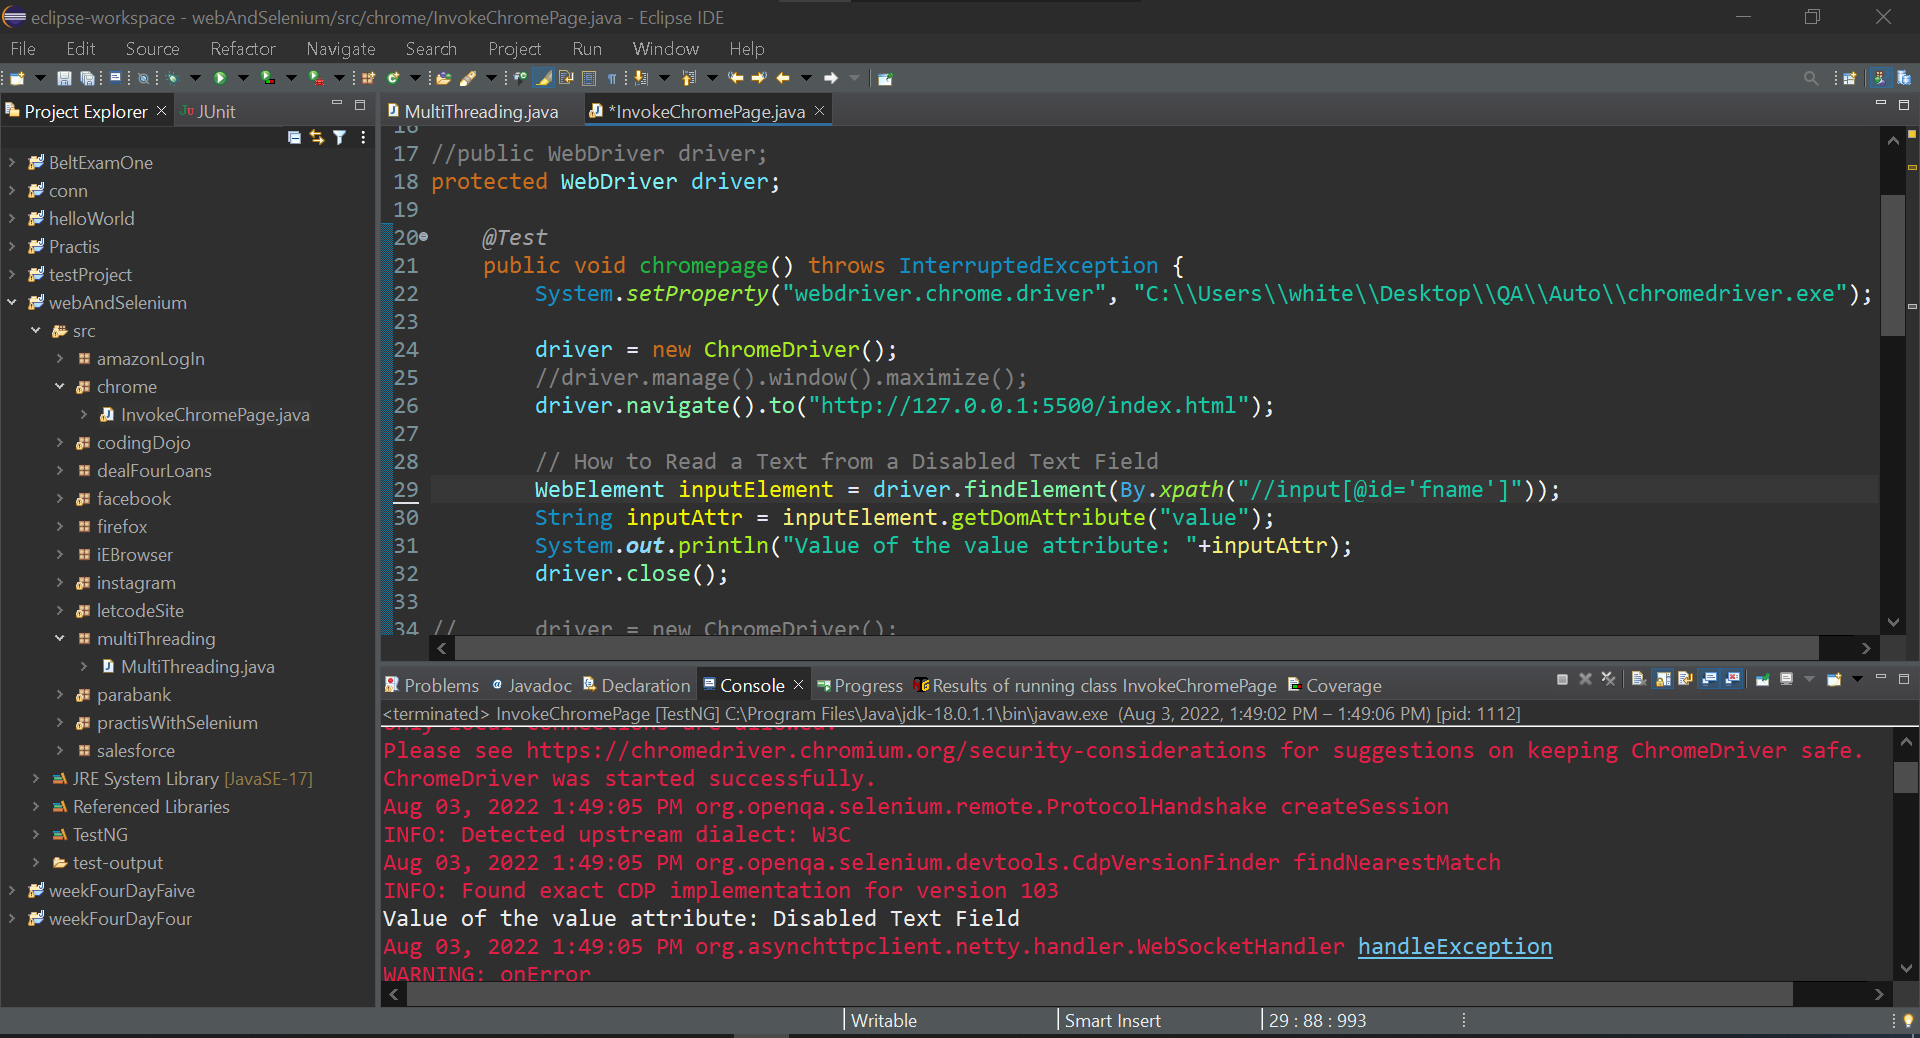 eclipse-workspace - webAndSelenium/src/chrome/InvokeChromePage.java - Eclipse IDE
File Edit Source Refactor Navigate Search Project Run Window Help
Project Explorer
JUnit
BeltExamOne
conn
helloWorld
Practis
testProject
webAndSelenium
src
amazonLogIn
chrome
InvokeChromePage.java
codingDojo
dealFourLoans
facebook
firefox
iEBrowser
instagram
letcodeSite
multiThreading
MultiThreading.java
parabank
practisWithSelenium
salesforce
JRE System Library [JavaSE-17]
Referenced Libraries
TestNG
test-output
weekFourDayFaive
weekFourDayFour
MultiThreading.java
*InvokeChromePage.java
16
17 //public WebDriver driver;
18 protected WebDriver driver;
19
20 @Test
21 public void chromepage() throws InterruptedException {
22 System.setProperty("webdriver.chrome.driver", "C:\\Users\\white\\Desktop\\QA\\Auto\\chromedriver.exe");
23
24 driver = new ChromeDriver();
25 //driver.manage().window().maximize();
26 driver.navigate().to("http://127.0.0.1:5500/index.html");
27
28 // How to Read a Text from a Disabled Text Field
29 WebElement inputElement = driver.findElement(By.xpath("//input[@id='fname']"));
30 String inputAttr = inputElement.getDomAttribute("value");
31 System.out.println("Value of the value attribute: "+inputAttr);
32 driver.close();
33
34 // driver = new ChromeDriver();
Problems Javadoc Declaration Console Progress Results of running class InvokeChromePage Coverage
<terminated> InvokeChromePage [TestNG] C:\Program Files\Java\jdk-18.0.1.1\bin\javaw.exe (Aug 3, 2022, 1:49:02 PM – 1:49:06 PM) [pid: 1112]
Only local connections are allowed.
Please see https://chromedriver.chromium.org/security-considerations for suggestions on keeping ChromeDriver safe.
ChromeDriver was started successfully.
Aug 03, 2022 1:49:05 PM org.openqa.selenium.remote.ProtocolHandshake createSession
INFO: Detected upstream dialect: W3C
Aug 03, 2022 1:49:05 PM org.openqa.selenium.devtools.CdpVersionFinder findNearestMatch
INFO: Found exact CDP implementation for version 103
Value of the value attribute: Disabled Text Field
Aug 03, 2022 1:49:05 PM org.asynchttpclient.netty.handler.WebSocketHandler handleException
WARNING: onError
Writable
Smart Insert
29 : 88 : 993